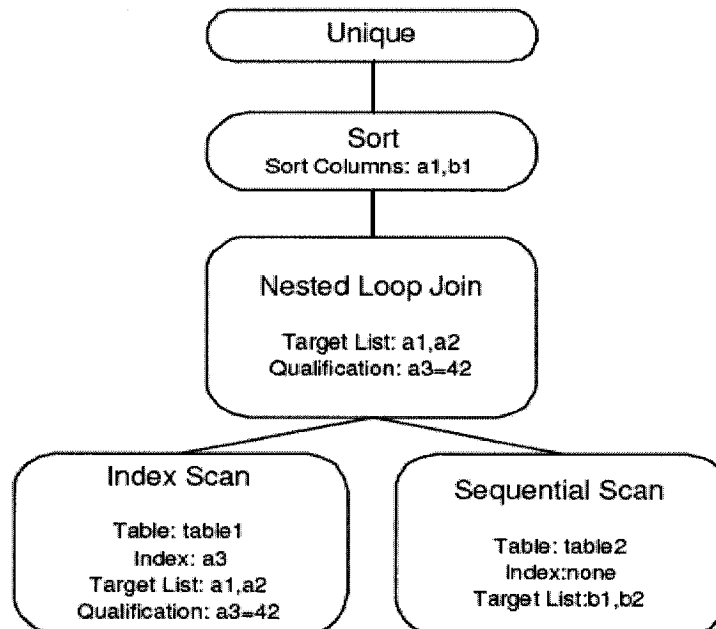 Unique
Sort
Sort Columns: a1,b1
Nested Loop Join
Target List: a1,a2
Qualification: a3=42
Index Scan
Table: table1
Index: a3
Target List: a1,a2
Qualification: a3=42
Sequential Scan
Table: table2
Index:none
Target List:b1,b2